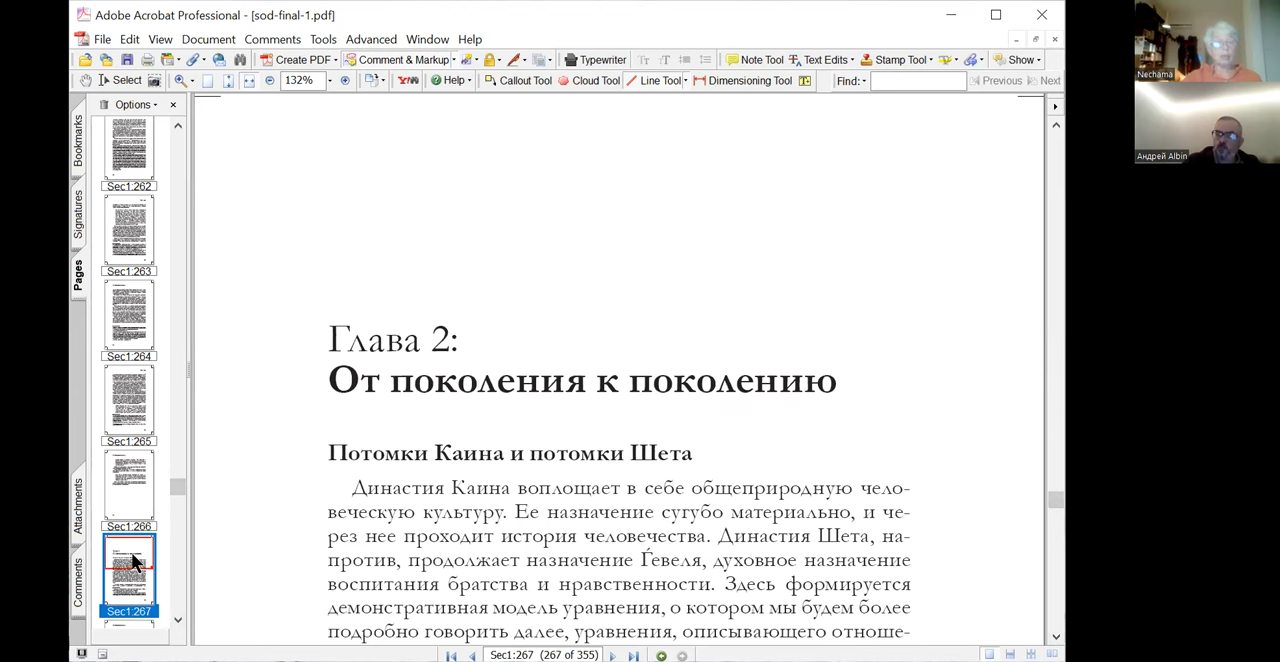 Adobe Acrobat Professional - [sod-final-1.pdf]
File Edit View Document Comments Tools Advanced Window Help
Create PDF Comment & Markup Typewriter Note Tool Text Edits Stamp Tool Show
Select 132% Help Callout Tool Cloud Tool Line Tool Dimensioning Tool Find: Previous Next
Options
Bookmarks
Signatures
Pages
Attachments
Comments
Sec1:262
Sec1:263
Sec1:264
Sec1:265
Sec1:266
Sec1:267
Глава 2:
От поколения к поколению
Потомки Каина и потомки Шета
Династия Каина воплощает в себе общеприродную чело-
веческую культуру. Ее назначение сугубо материально, и че-
рез нее проходит история человечества. Династия Шета, на-
против, продолжает назначение Ѓевеля, духовное назначение
воспитания братства и нравственности. Здесь формируется
демонстративная модель уравнения, о котором мы будем более
подробно говорить далее, уравнения, описывающего отноше-
Sec1:267 (267 of 355)
Nechama
Андрей Albin